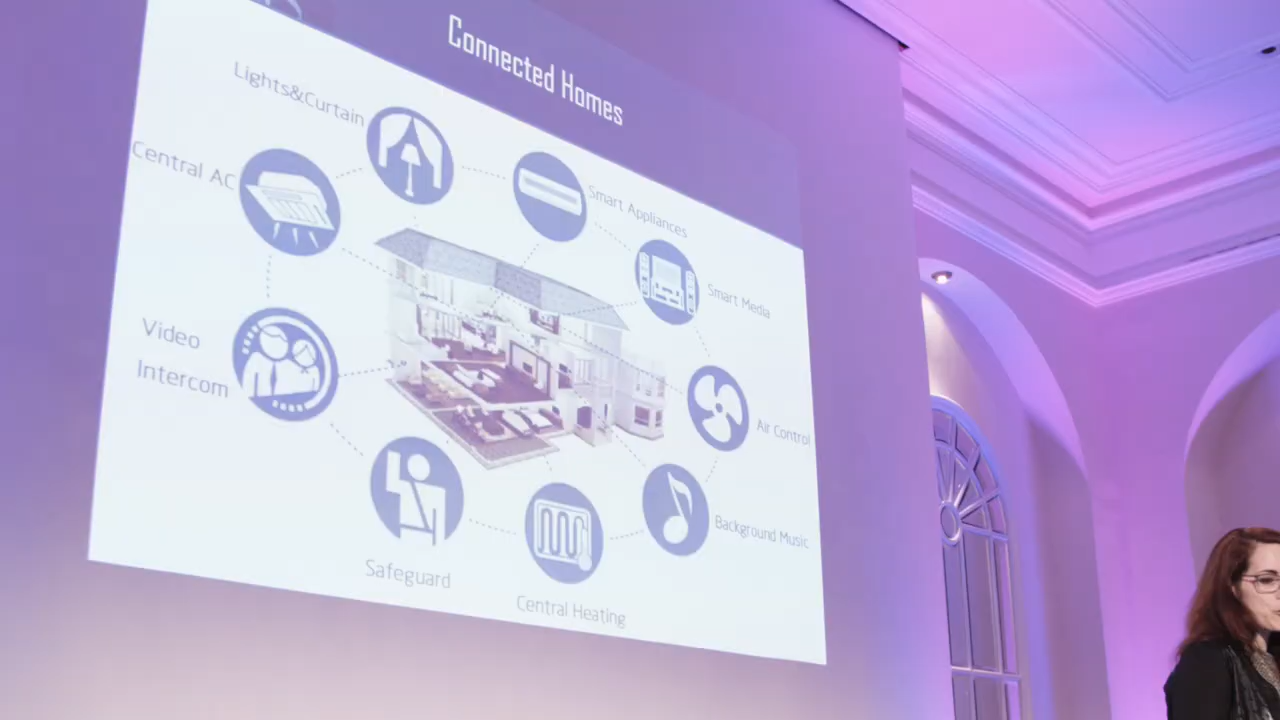 Connected Homes
Lights&Curtain
Central AC
Smart Appliances
Smart Media
Video
Intercom
Air Control
Background Music
Safeguard
Central Heating